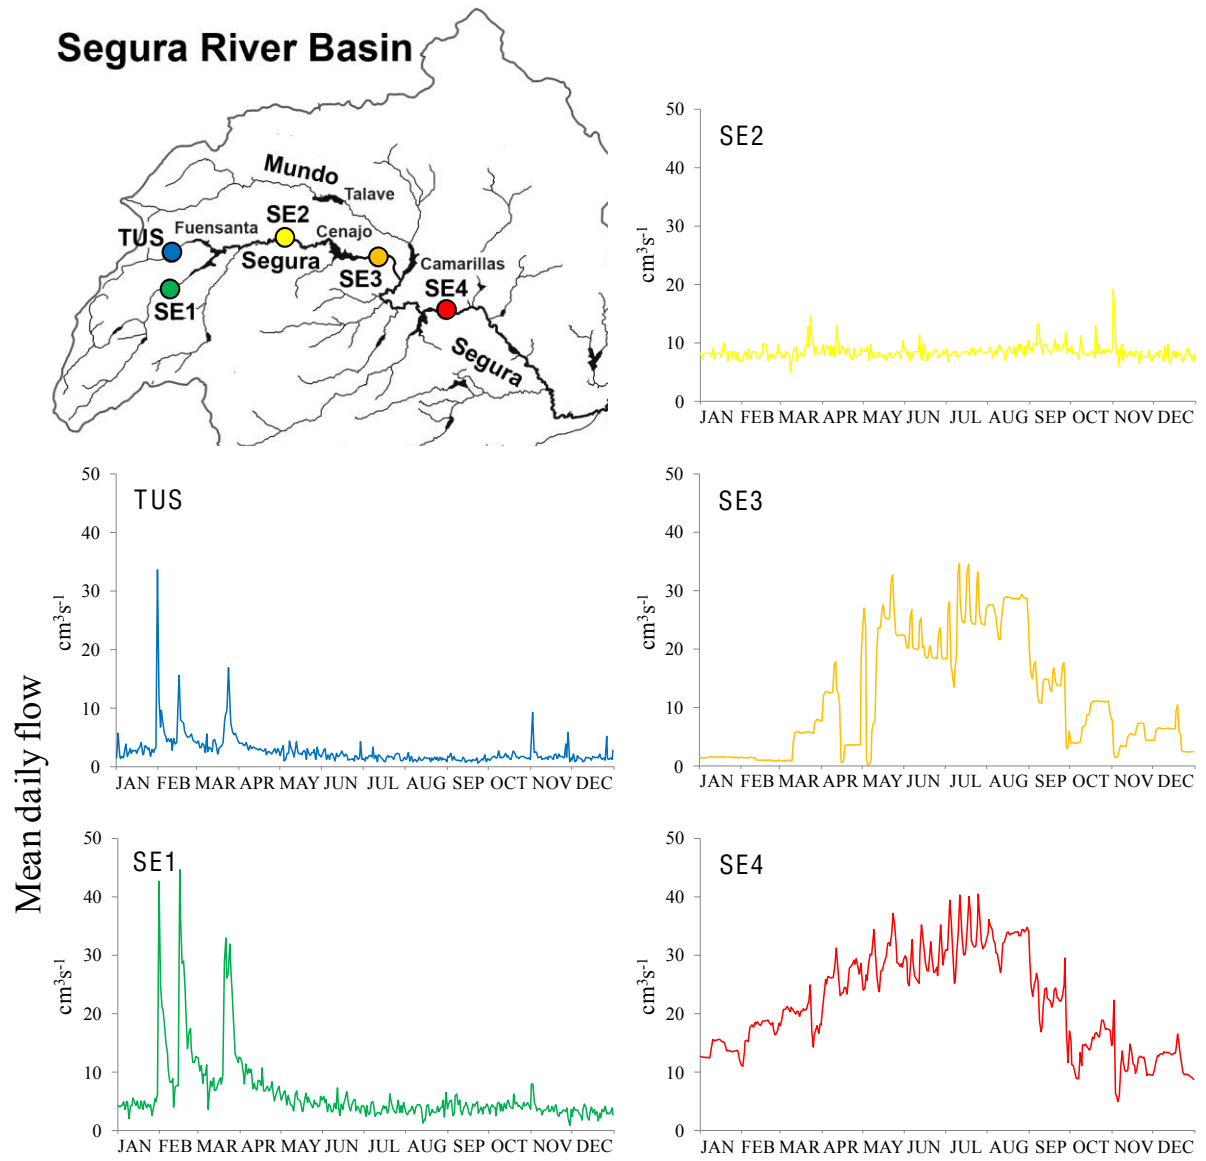 Segura River Basin
Mundo
Talave
SE2
TUS
Fuensanta
Cenajo
Segura
SE3
Camarillas
SE4
SE1
Segura
SE2
50
40
30
20
10
0
cm³s⁻¹
JAN FEB MAR APR MAY JUN JUL AUG SEP OCT NOV DEC
Mean daily flow
TUS
50
40
30
20
10
0
cm³s⁻¹
JAN FEB MAR APR MAY JUN JUL AUG SEP OCT NOV DEC
SE3
50
40
30
20
10
0
cm³s⁻¹
JAN FEB MAR APR MAY JUN JUL AUG SEP OCT NOV DEC
SE1
50
40
30
20
10
0
cm³s⁻¹
JAN FEB MAR APR MAY JUN JUL AUG SEP OCT NOV DEC
SE4
50
40
30
20
10
0
cm³s⁻¹
JAN FEB MAR APR MAY JUN JUL AUG SEP OCT NOV DEC